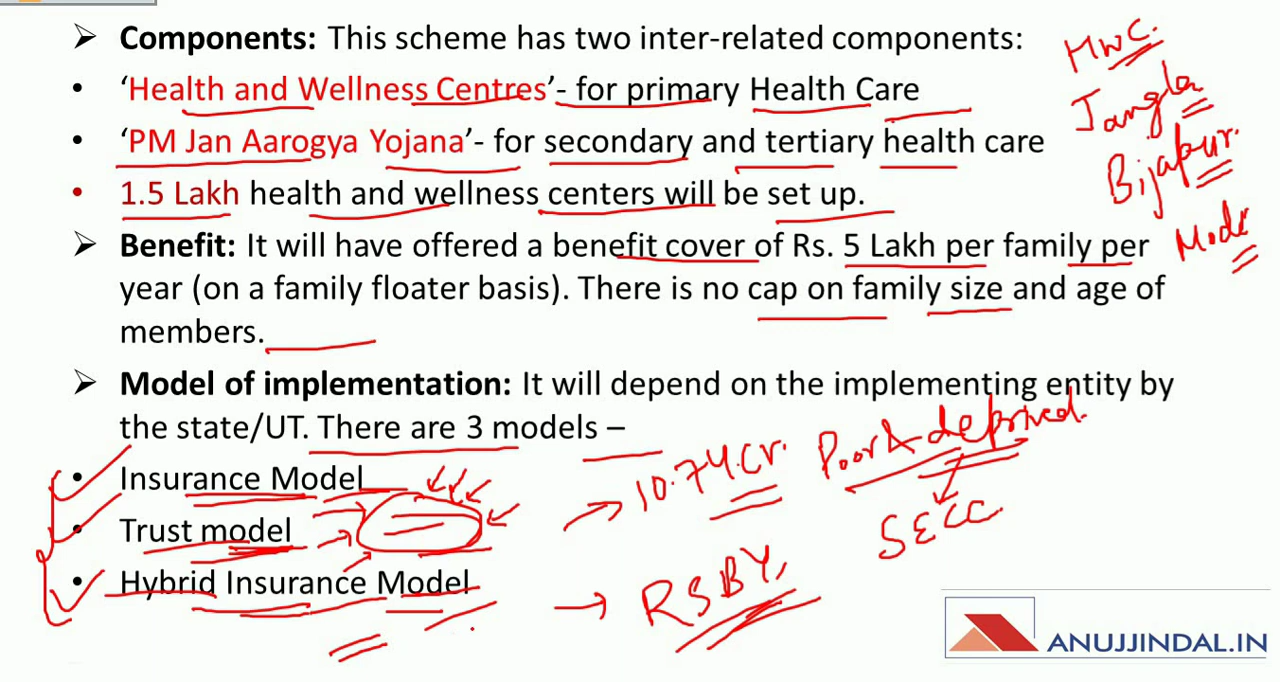 ➤ Components: This scheme has two inter-related components:
• ‘Health and Wellness Centres’- for primary Health Care
• ‘PM Jan Aarogya Yojana’- for secondary and tertiary health care
• 1.5 Lakh health and wellness centers will be set up.
➤ Benefit: It will have offered a benefit cover of Rs. 5 Lakh per family per
year (on a family floater basis). There is no cap on family size and age of
members.
➤ Model of implementation: It will depend on the implementing entity by
the state/UT. There are 3 models –
• Insurance Model
• Trust model
• Hybrid Insurance Model
HWC.
Jangla
Bijapur.
10.74 Cr. Poor & deprived.
SECC
RSBY,
ANUJJINDAL.IN